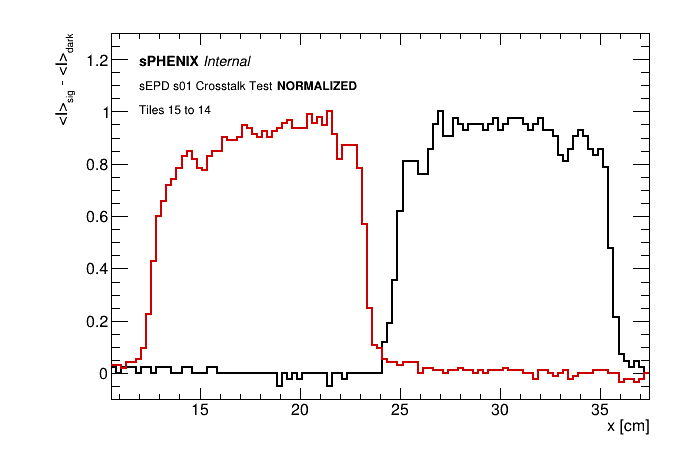 <I>sig - <I>dark
sPHENIX Internal
sEPD s01 Crosstalk Test NORMALIZED
Tiles 15 to 14
1.2
1
0.8
0.6
0.4
0.2
0
15 20 25 30 35
x [cm]